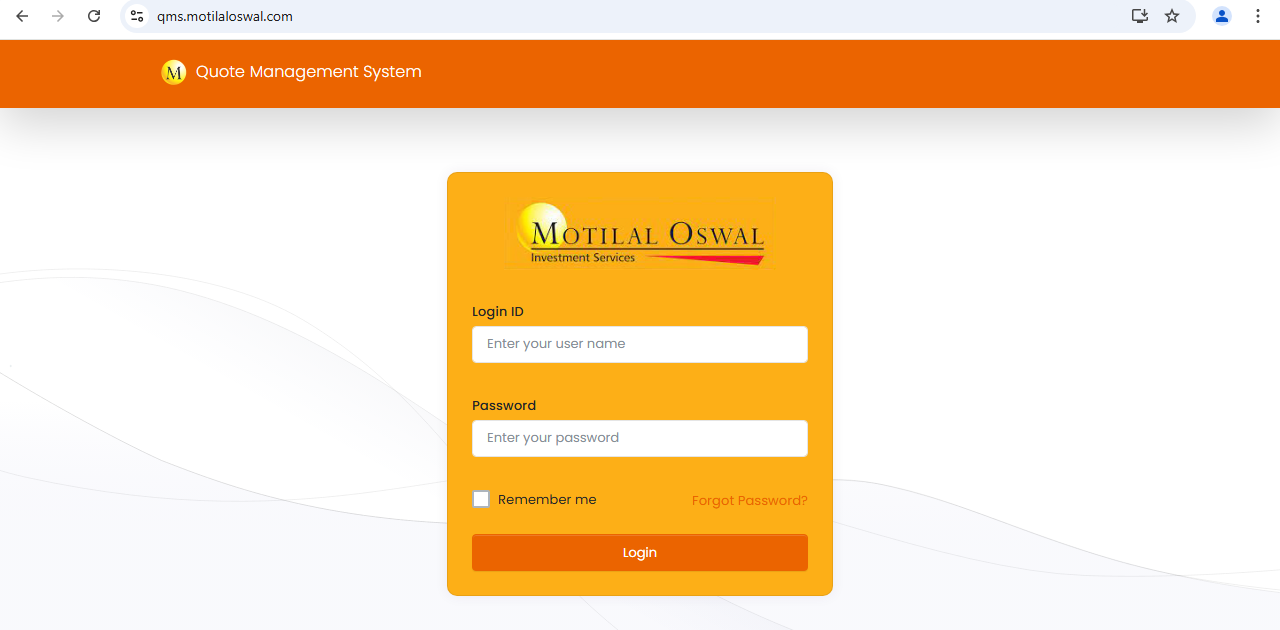 qms.motilaloswal.com
M Quote Management System
MOTILAL OSWAL
Investment Services
Login ID
Enter your user name
Password
Enter your password
Remember me Forgot Password?
Login